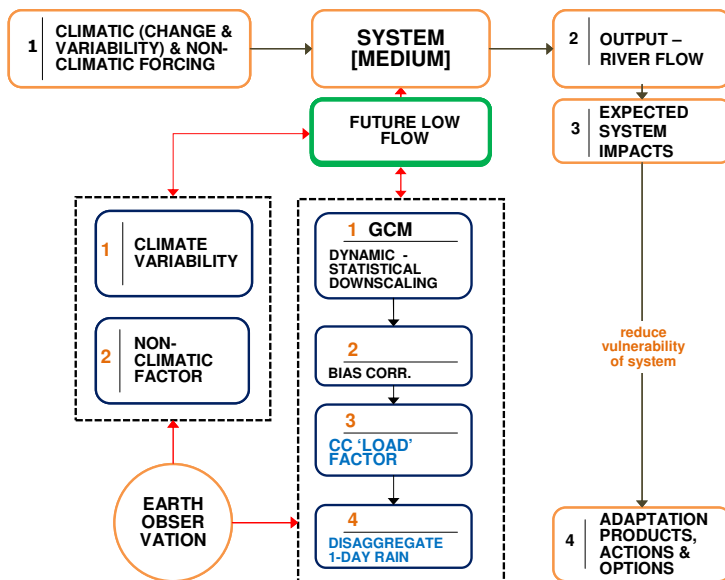 1
CLIMATIC (CHANGE &
VARIABILITY) & NON-
CLIMATIC FORCING
SYSTEM
[MEDIUM]
2
OUTPUT –
RIVER FLOW
FUTURE LOW
FLOW
3
EXPECTED
SYSTEM
IMPACTS
1
CLIMATE
VARIABILITY
2
NON-
CLIMATIC
FACTOR
1 GCM
DYNAMIC -
STATISTICAL
DOWNSCALING
2
BIAS CORR.
3
CC ‘LOAD’
FACTOR
4
DISAGGREGATE
1-DAY RAIN
EARTH
OBSER
VATION
reduce
vulnerability
of system
4
ADAPTATION
PRODUCTS,
ACTIONS &
OPTIONS